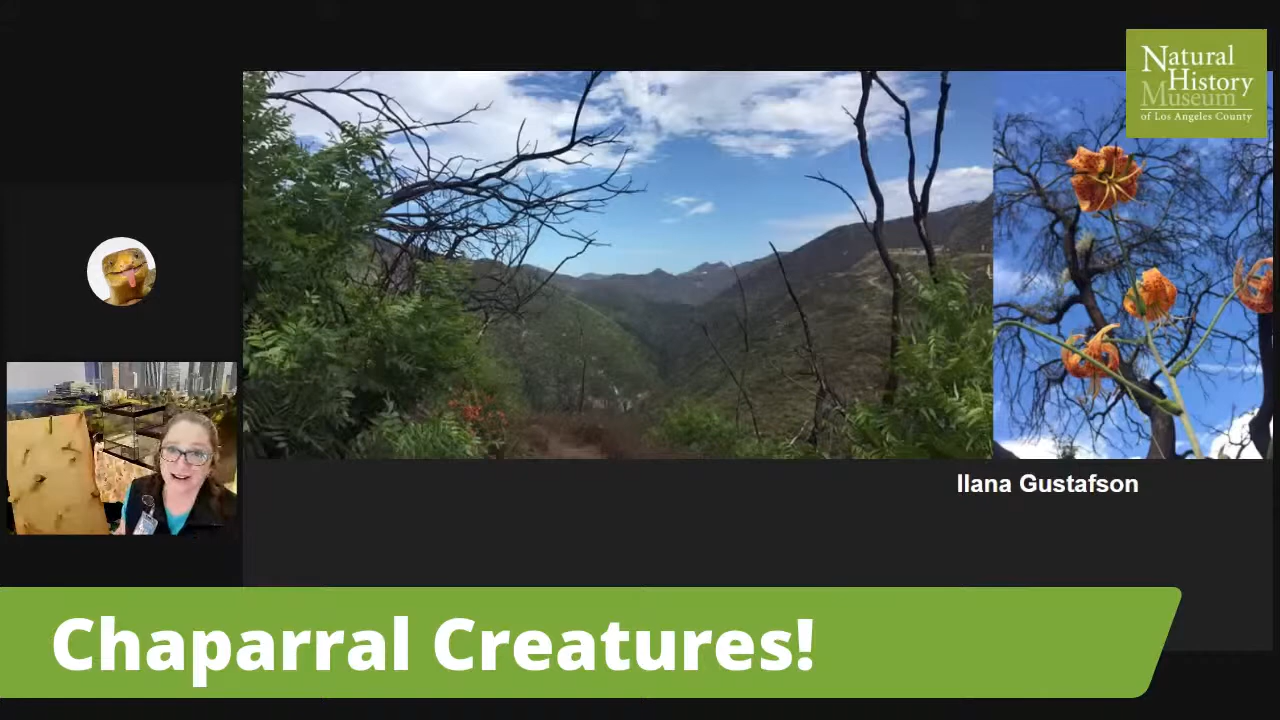 Natural
History
Museum
of Los Angeles County
Ilana Gustafson
Chaparral Creatures!